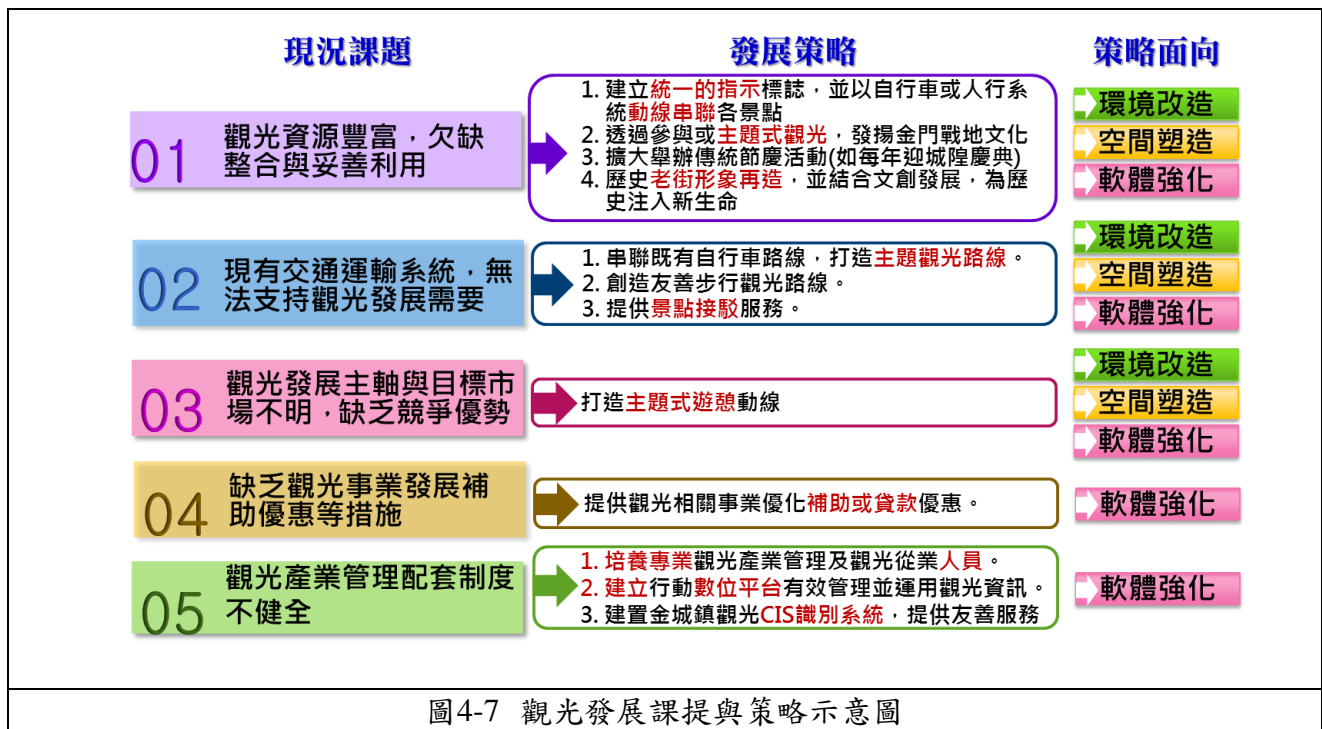 現況課題
發展策略
策略面向
01
觀光資源豐富，欠缺
整合與妥善利用
1. 建立統一的指示標誌，並以自行車或人行系
統動線串聯各景點
2. 透過參與或主題式觀光，發揚金門戰地文化
3. 擴大舉辦傳統節慶活動(如每年迎城隍慶典)
4. 歷史老街形象再造，並結合文創發展，為歷
史注入新生命
環境改造
空間塑造
軟體強化
02
現有交通運輸系統，無
法支持觀光發展需要
1. 串聯既有自行車路線，打造主題觀光路線。
2. 創造友善步行觀光路線。
3. 提供景點接駁服務。
環境改造
空間塑造
軟體強化
03
觀光發展主軸與目標市
場不明，缺乏競爭優勢
打造主題式遊憩動線
環境改造
空間塑造
軟體強化
04
缺乏觀光事業發展補
助優惠等措施
提供觀光相關事業優化補助或貸款優惠。
軟體強化
05
觀光產業管理配套制度
不健全
1. 培養專業觀光產業管理及觀光從業人員。
2. 建立行動數位平台有效管理並運用觀光資訊。
3. 建置金城鎮觀光CIS識別系統，提供友善服務
軟體強化
圖4-7 觀光發展課提與策略示意圖